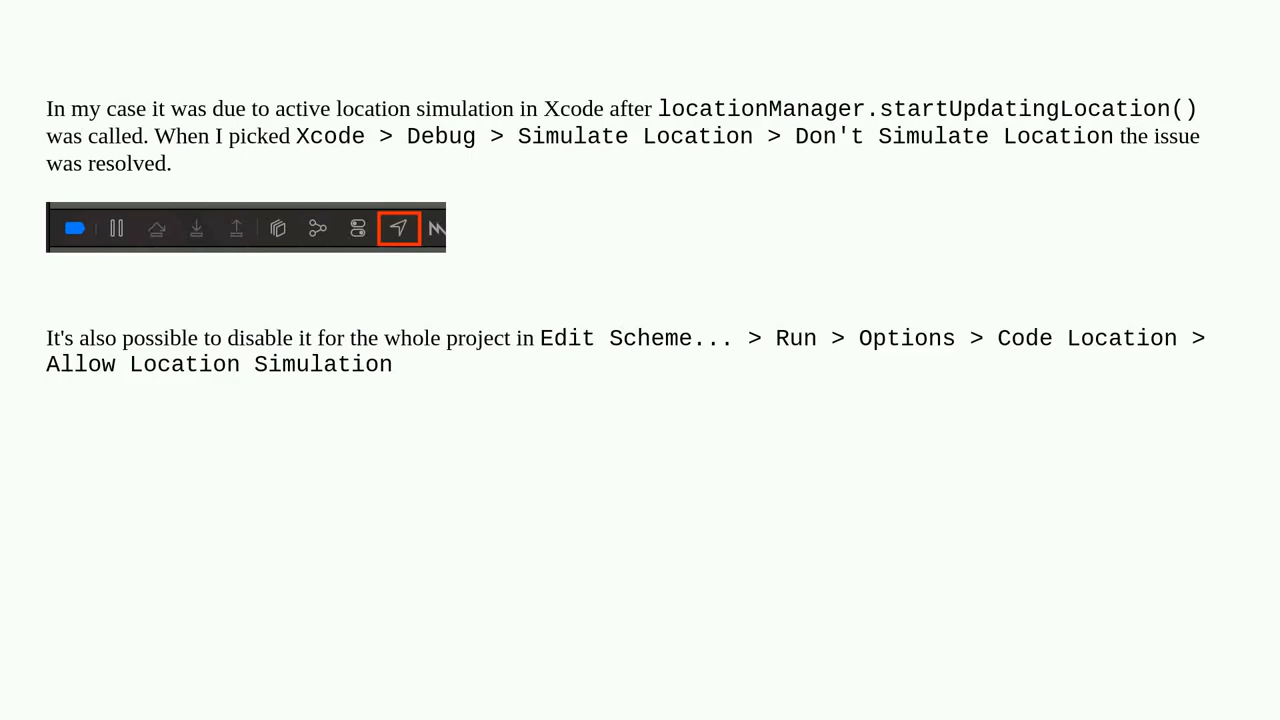 In my case it was due to active location simulation in Xcode after locationManager.startUpdatingLocation()
was called. When I picked Xcode > Debug > Simulate Location > Don't Simulate Location the issue
was resolved.
It's also possible to disable it for the whole project in Edit Scheme... > Run > Options > Code Location >
Allow Location Simulation